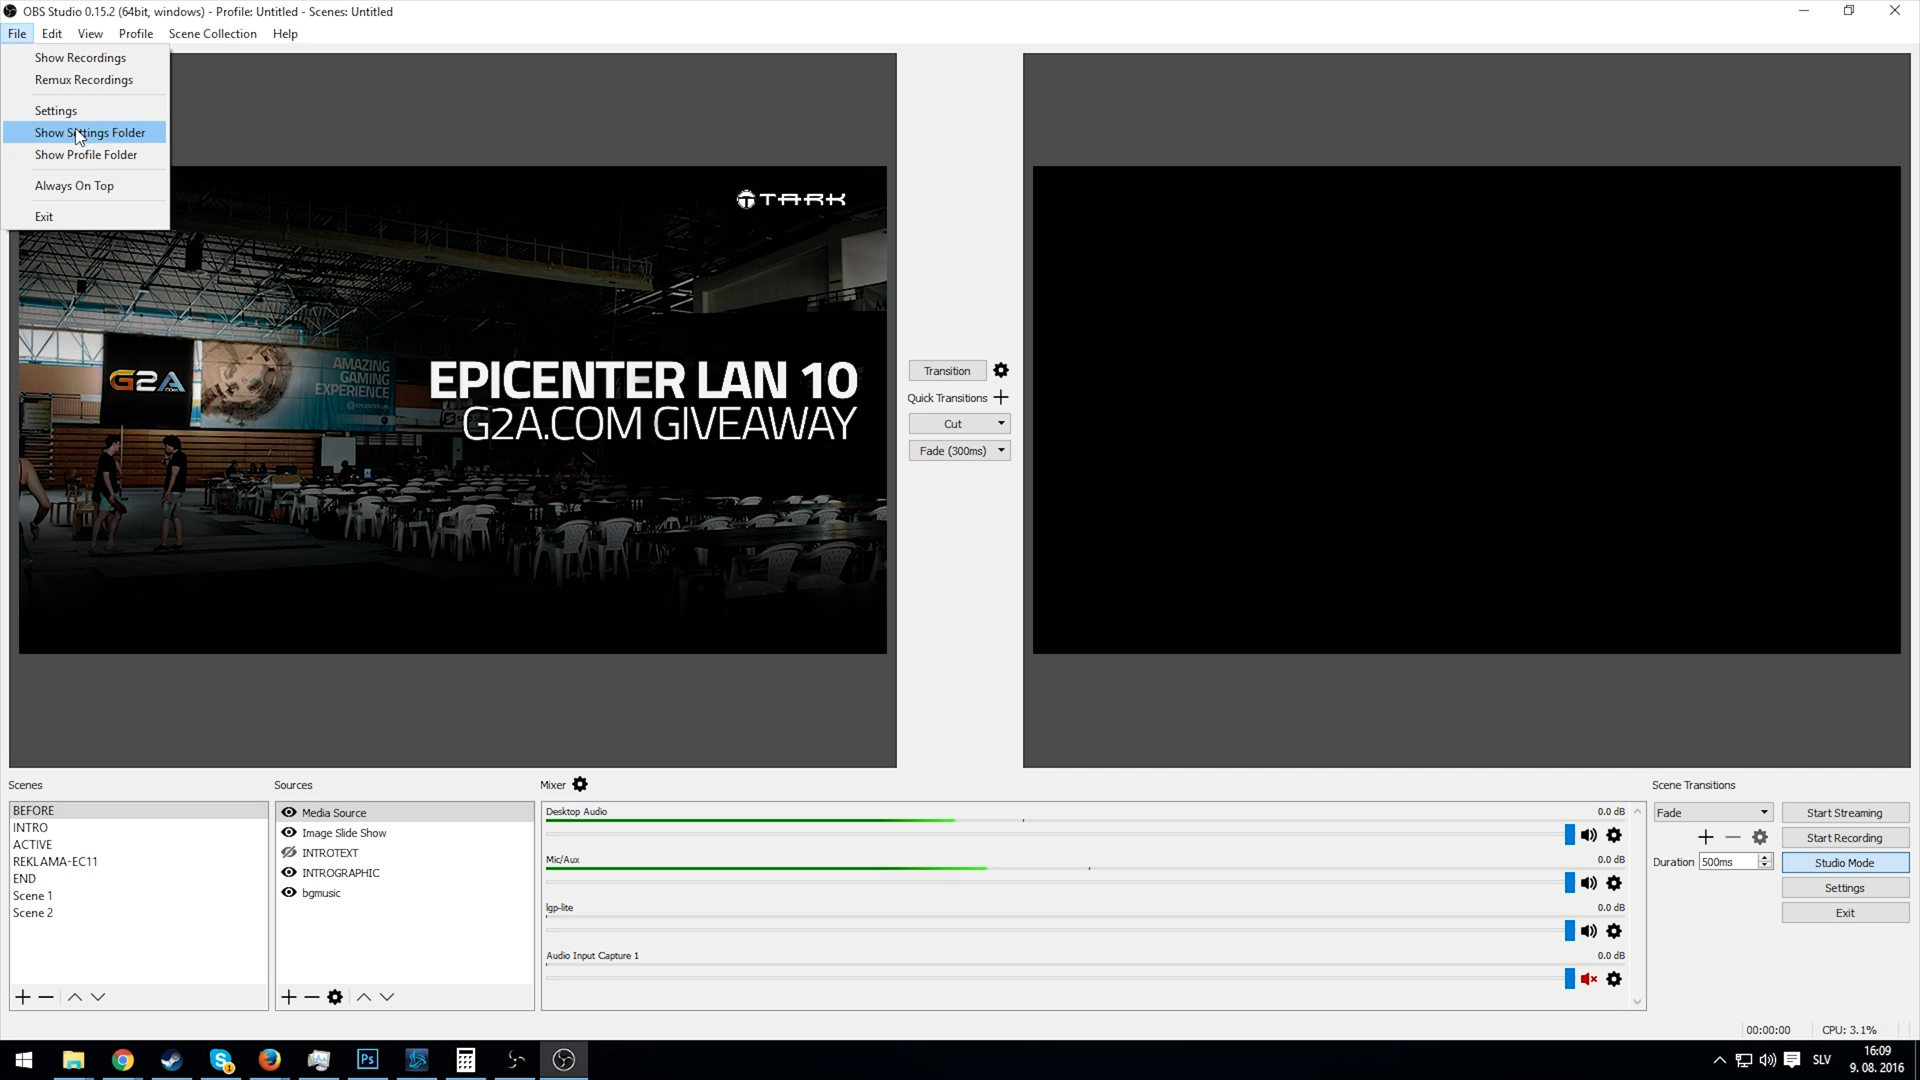 OBS Studio 0.15.2 (64bit, windows) - Profile: Untitled - Scenes: Untitled
File Edit View Profile Scene Collection Help
Show Recordings
Remux Recordings
Settings
Show Settings Folder
Show Profile Folder
Always On Top
Exit
TARK
G2A
.COM
AMAZING
GAMING
EXPERIENCE
EPICENTER LAN 10
G2A.COM GIVEAWAY
Transition
Quick Transitions
Cut
Fade (300ms)
Scenes
BEFORE
INTRO
ACTIVE
REKLAMA-EC11
END
Scene 1
Scene 2
Sources
Media Source
Image Slide Show
INTROTEXT
INTROGRAPHIC
bgmusic
Mixer
Desktop Audio 0.0 dB
Mic/Aux 0.0 dB
lgp-lite 0.0 dB
Audio Input Capture 1 0.0 dB
Scene Transitions
Fade
Duration 500ms
Start Streaming
Start Recording
Studio Mode
Settings
Exit
00:00:00 CPU: 3.1%
Ps
1
SLV
16:09
9. 08. 2016